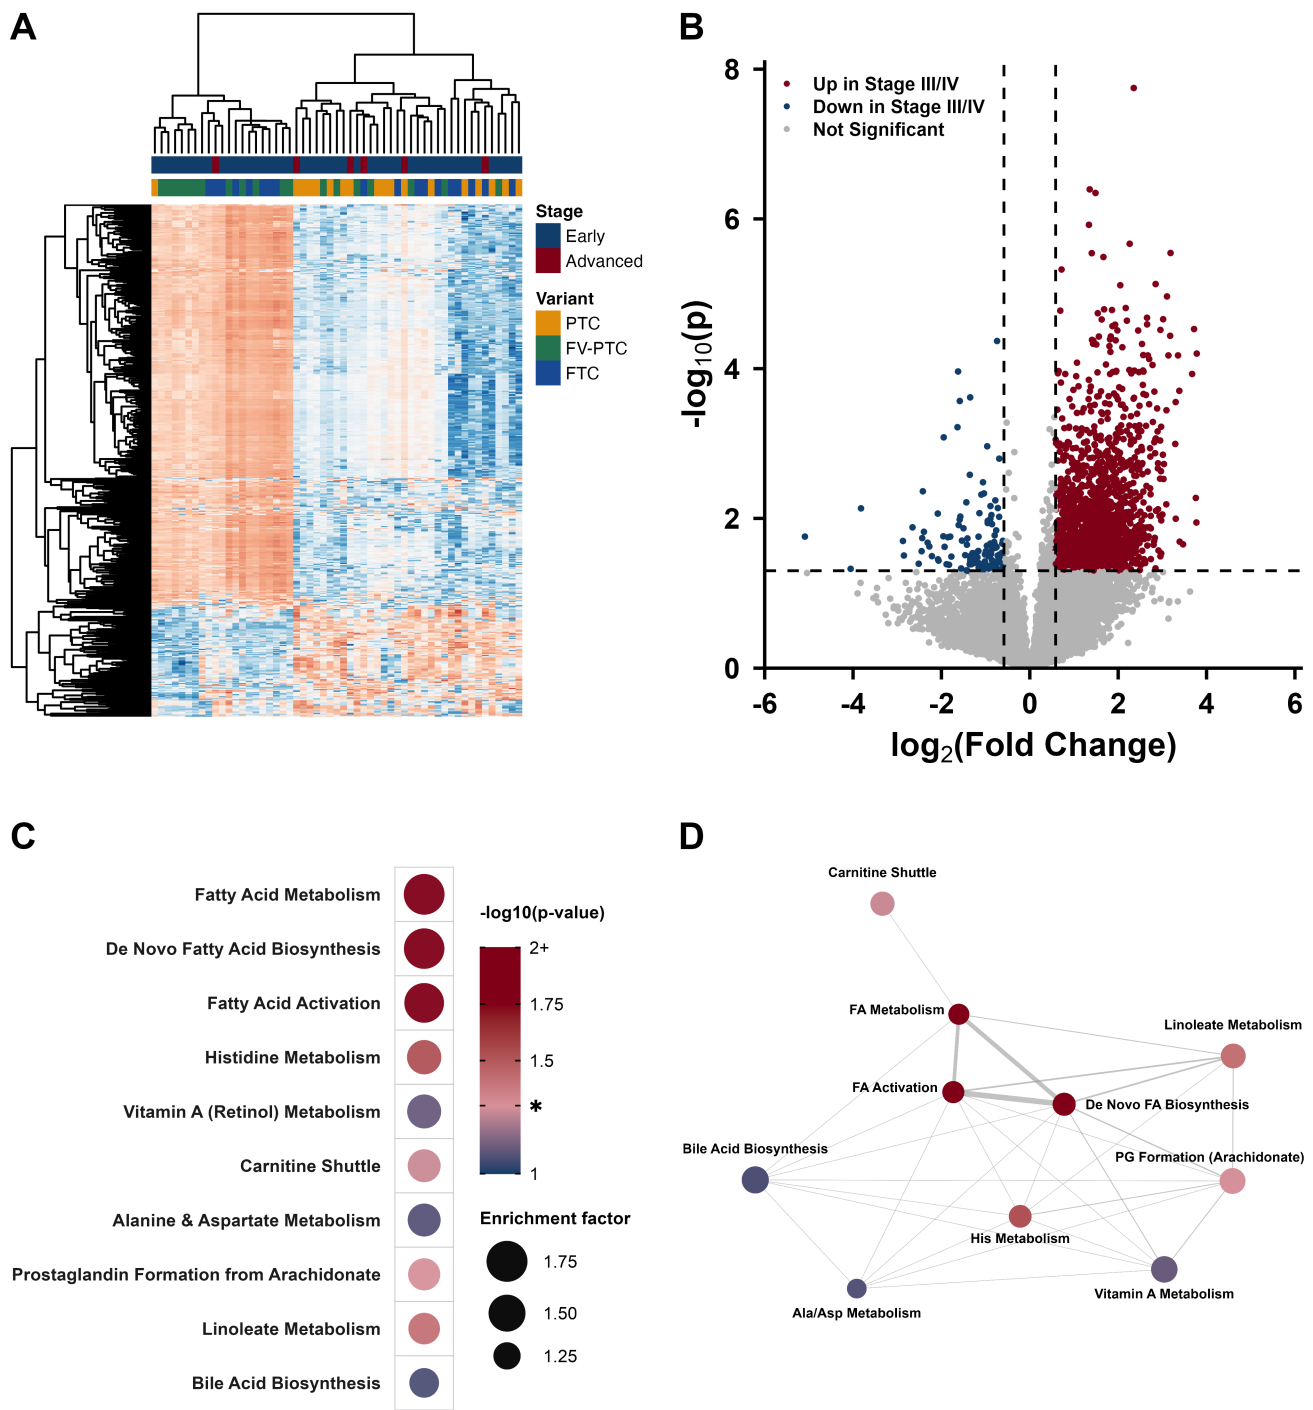 A
Stage
Early
Advanced
Variant
PTC
FV-PTC
FTC
B
Up in Stage III/IV
Down in Stage III/IV
Not Significant
8
6
4
2
0
-log10(p)
-6
-4
-2
0
2
4
6
log2(Fold Change)
C
Fatty Acid Metabolism
De Novo Fatty Acid Biosynthesis
Fatty Acid Activation
Histidine Metabolism
Vitamin A (Retinol) Metabolism
Carnitine Shuttle
Alanine & Aspartate Metabolism
Prostaglandin Formation from Arachidonate
Linoleate Metabolism
Bile Acid Biosynthesis
-log10(p-value)
2+
1.75
1.5
*
1
Enrichment factor
1.75
1.50
1.25
D
Carnitine Shuttle
FA Metabolism
Linoleate Metabolism
FA Activation
De Novo FA Biosynthesis
Bile Acid Biosynthesis
PG Formation (Arachidonate)
His Metabolism
Vitamin A Metabolism
Ala/Asp Metabolism